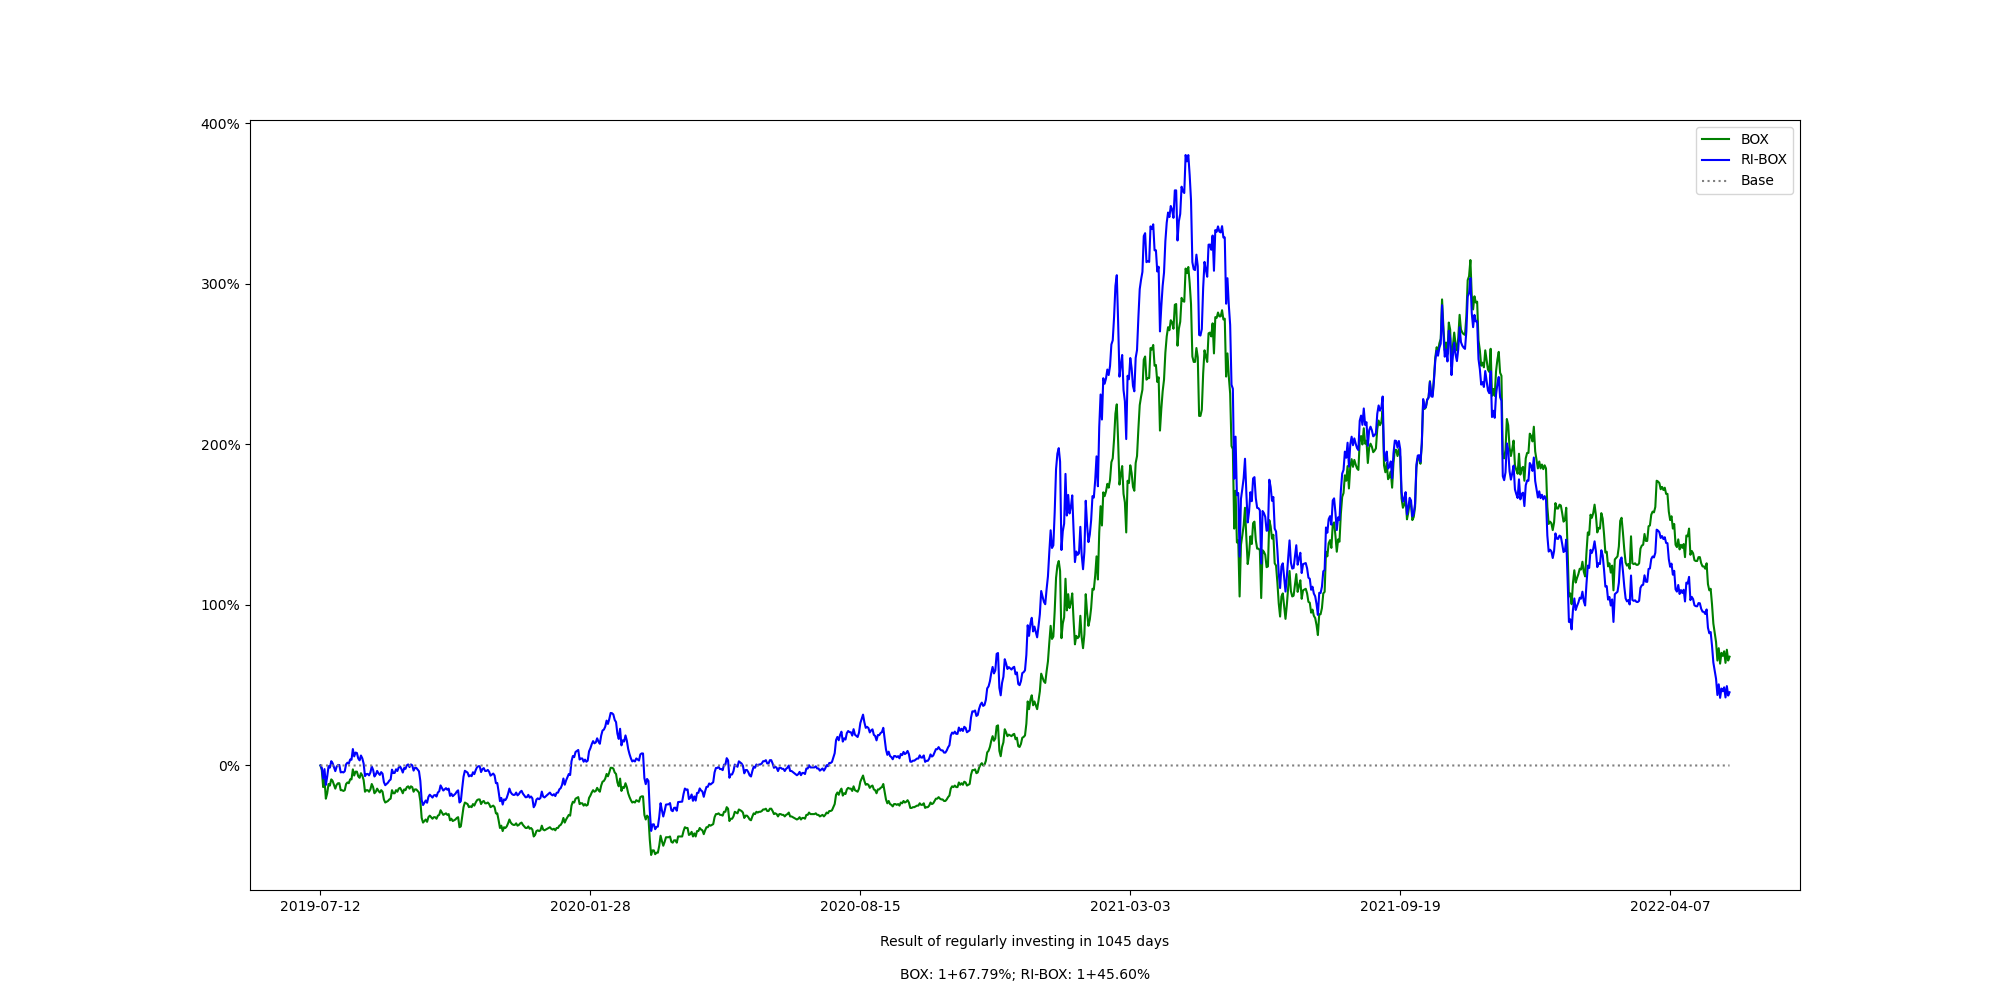 400%
300%
200%
100%
0%
BOX
RI-BOX
Base
2019-07-12 2020-01-28 2020-08-15 2021-03-03 2021-09-19 2022-04-07
Result of regularly investing in 1045 days
BOX: 1+67.79%; RI-BOX: 1+45.60%